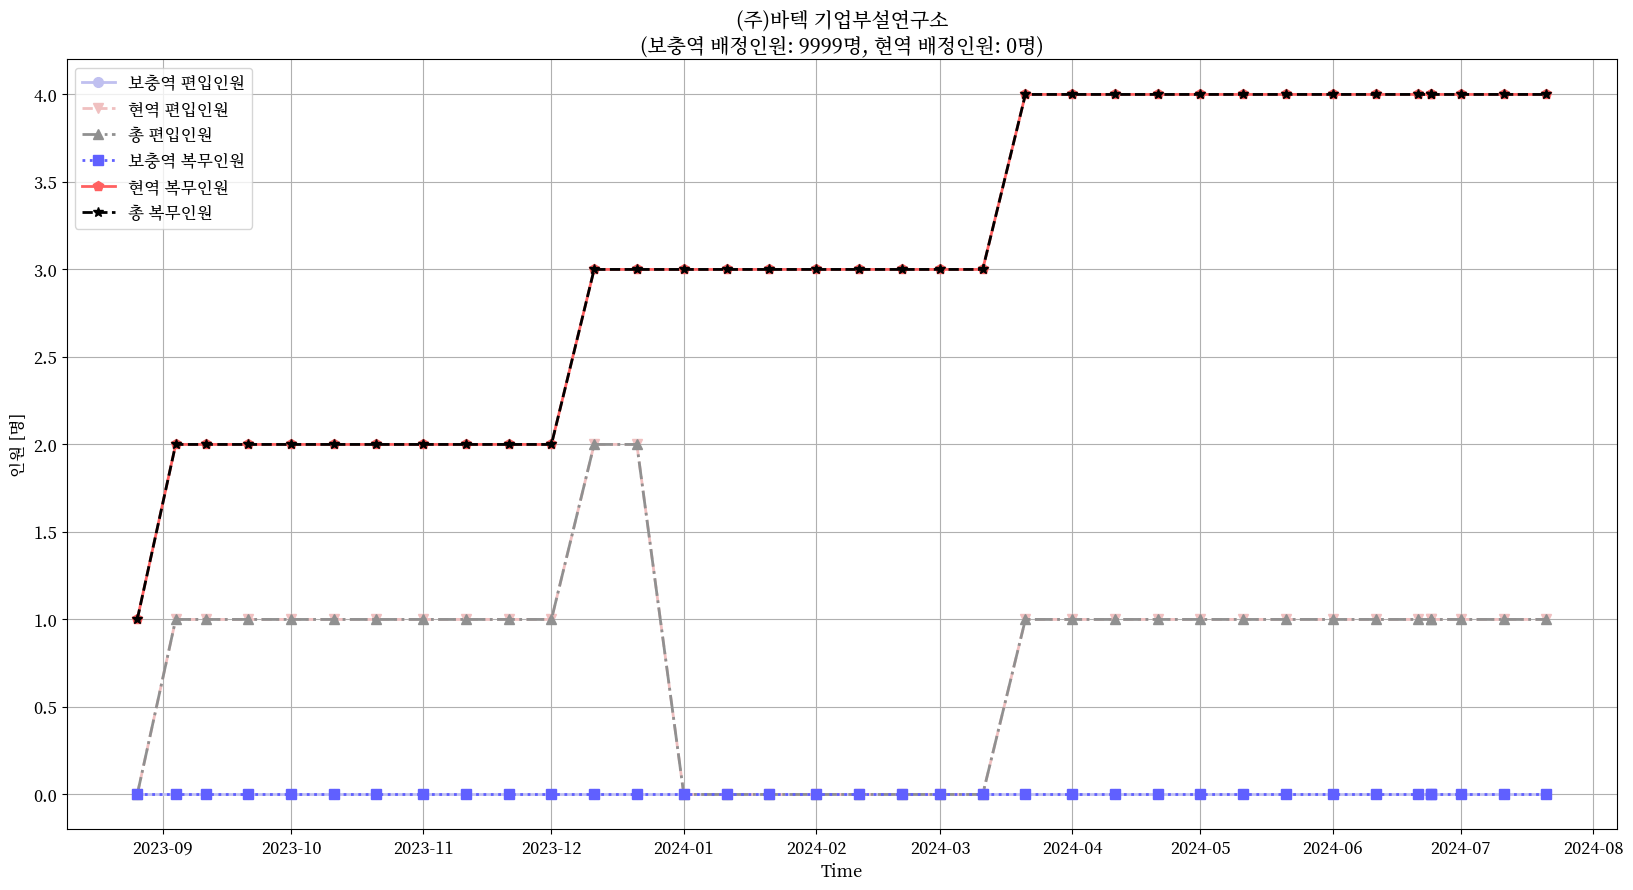 (주)바텍 기업부설연구소
(보충역 배정인원: 9999명, 현역 배정인원: 0명)
보충역 편입인원
현역 편입인원
총 편입인원
보충역 복무인원
현역 복무인원
총 복무인원
4.0
3.5
3.0
2.5
2.0
1.5
1.0
0.5
0.0
인원 [명]
2023-09 2023-10 2023-11 2023-12 2024-01 2024-02 2024-03 2024-04 2024-05 2024-06 2024-07 2024-08
Time